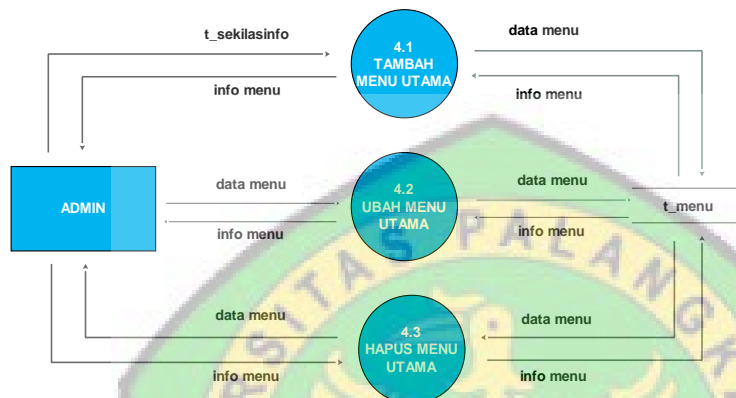 t_sekilasinfo
4.1
TAMBAH
MENU UTAMA
data menu
info menu
info menu
ADMIN
data menu
4.2
UBAH MENU
UTAMA
data menu
t_menu
info menu
info menu
data menu
4.3
HAPUS MENU
UTAMA
data menu
info menu
info menu
RSITAS PALANGK